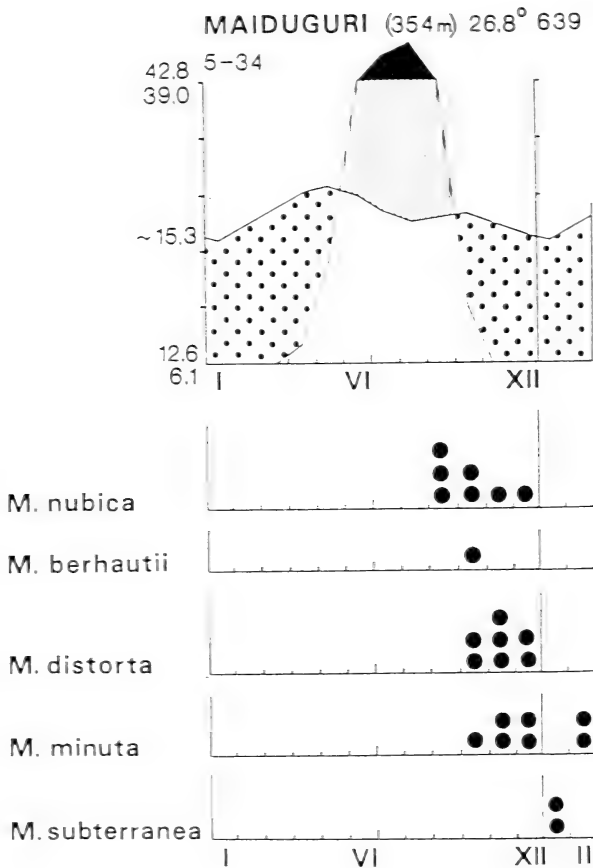 MAIDUGURI (354m) 26.8° 639
42.8 5-34
39.0
~15.3
12.6
6.1
I VI XII
M. nubica
M. berhautii
M. distorta
M. minuta
M. subterranea
I VI XII II